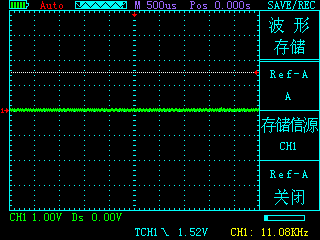 Auto M 500us Pos 0.000s SAVE/REC
波 形
存储
Ref-A
A
存储信源
CH1
Ref-A
关闭
CH1 1.00V Ds 0.00V
TCH1 1.52V CH1: 11.08KHz